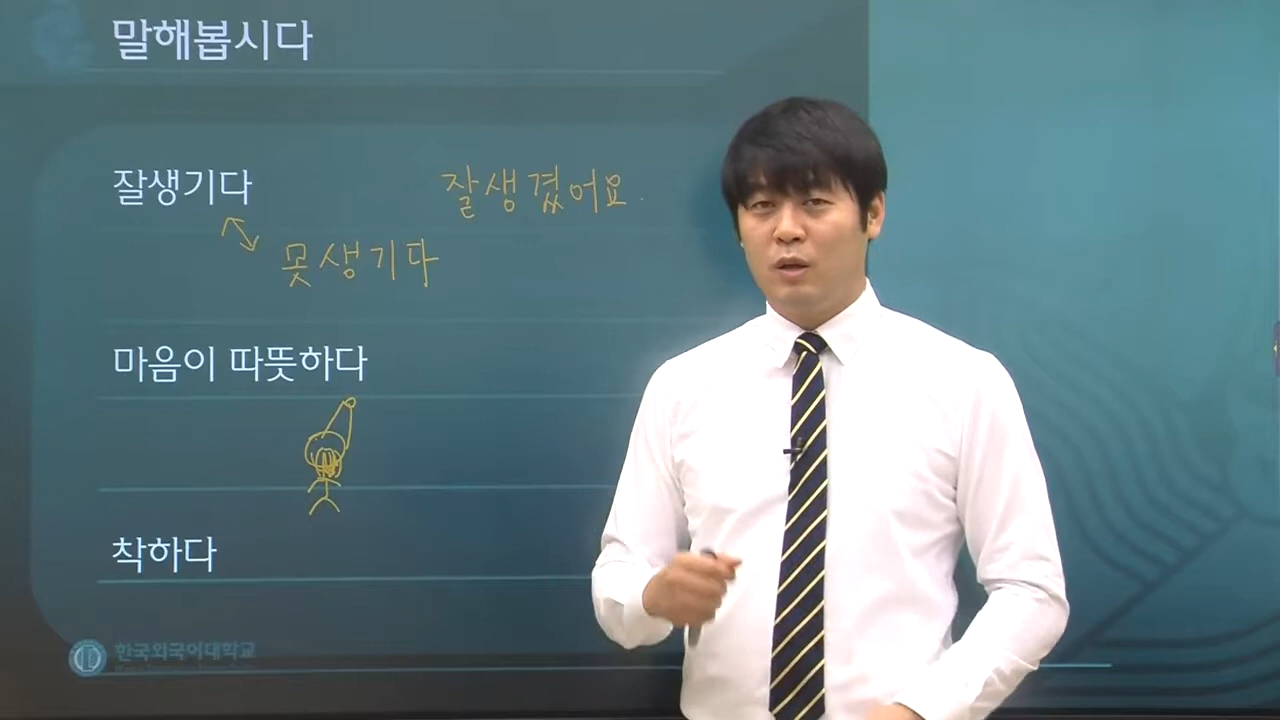 말해봅시다
잘생기다
잘생겼어요.
못생기다
마음이 따뜻하다
착하다
한국외국어대학교